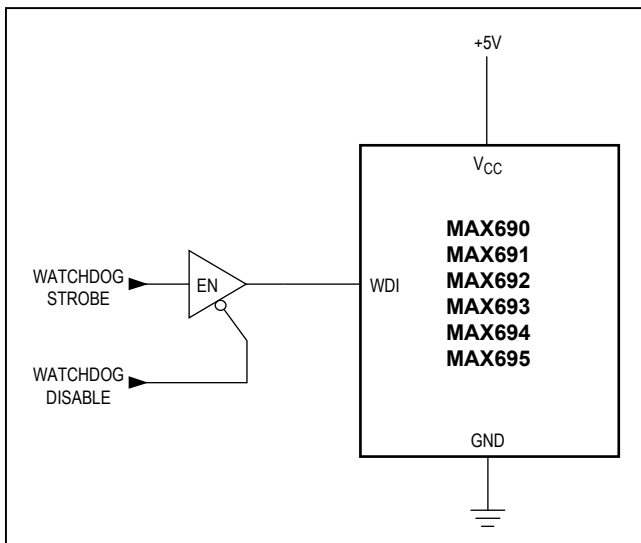 +5V
VCC
MAX690
MAX691
MAX692
MAX693
MAX694
MAX695
WATCHDOG
STROBE
EN
WDI
WATCHDOG
DISABLE
GND